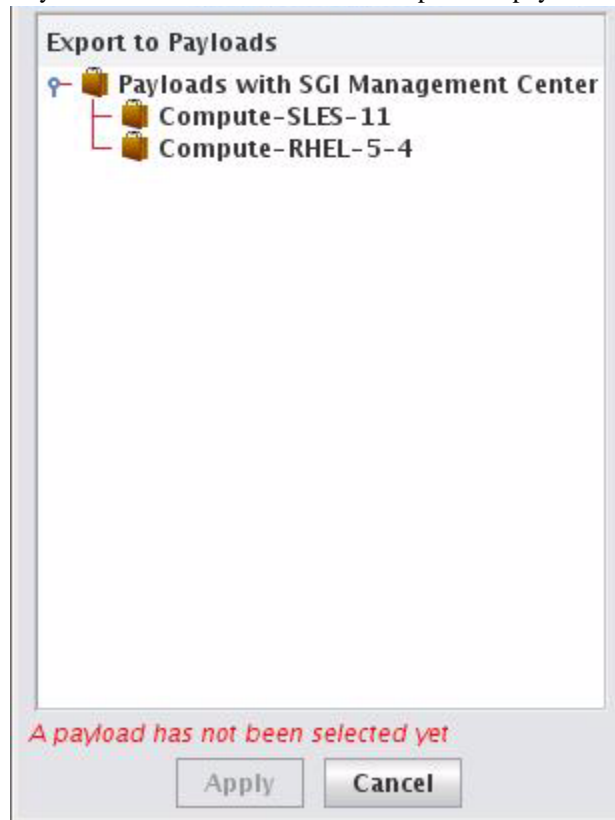 Export to Payloads
Payloads with SGI Management Center
Compute-SLES-11
Compute-RHEL-5-4
A payload has not been selected yet
Apply Cancel